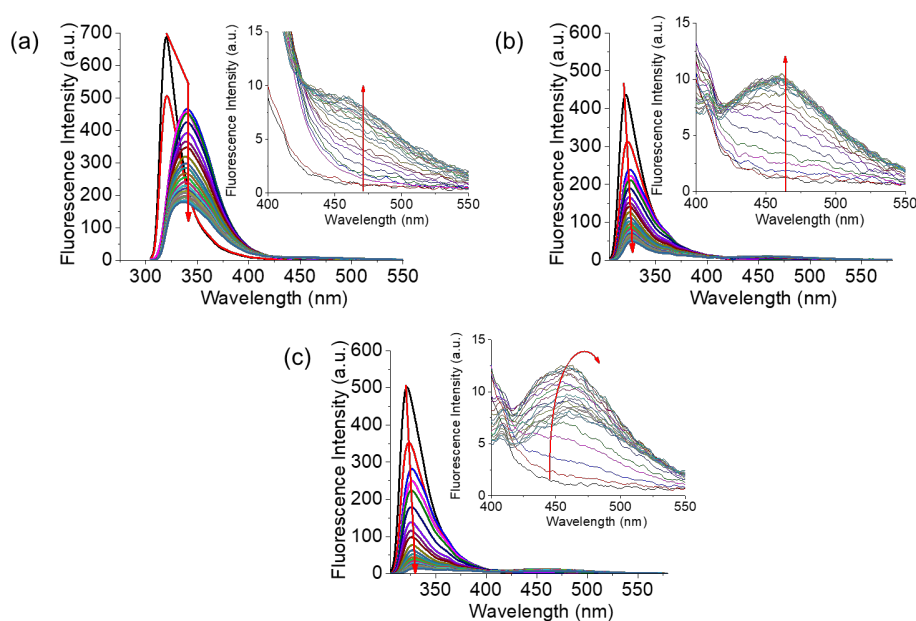 (a)
Fluorescence Intensity (a.u.)
700
600
500
400
300
200
100
0
300 350 400 450 500 550
Wavelength (nm)
Fluorescence Intensity (a.u.)
15
10
5
0
400 450 500 550
Wavelength (nm)
(b)
Fluorescence Intensity (a.u.)
600
500
400
300
200
100
0
350 400 450 500 550
Wavelength (nm)
Fluorescence Intensity (a.u.)
15
10
5
0
400 450 500 550
Wavelength (nm)
(c)
Fluorescence Intensity (a.u.)
600
500
400
300
200
100
0
350 400 450 500 550
Wavelength (nm)
Fluorescence Intensity (a.u.)
15
10
5
0
400 450 500 550
Wavelength (nm)